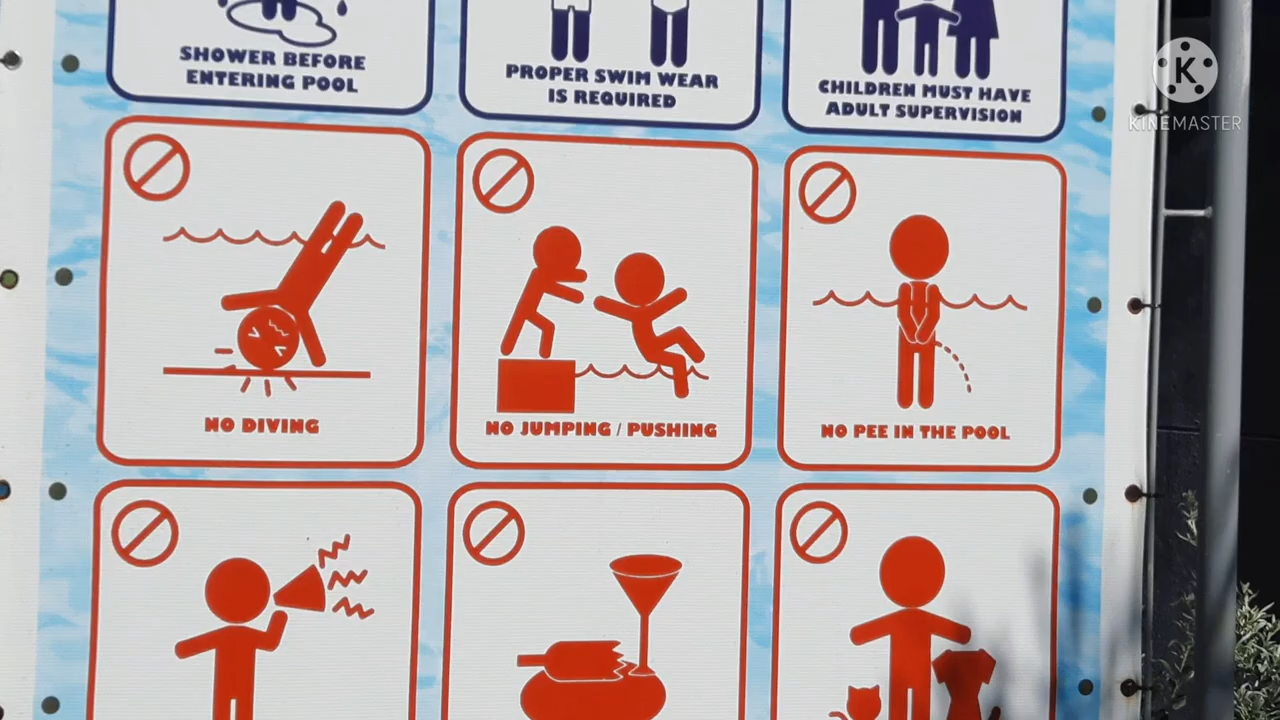 SHOWER BEFORE
ENTERING POOL
PROPER SWIM WEAR
IS REQUIRED
CHILDREN MUST HAVE
ADULT SUPERVISION
K
KINEMASTER
NO DIVING
NO JUMPING / PUSHING
NO PEE IN THE POOL